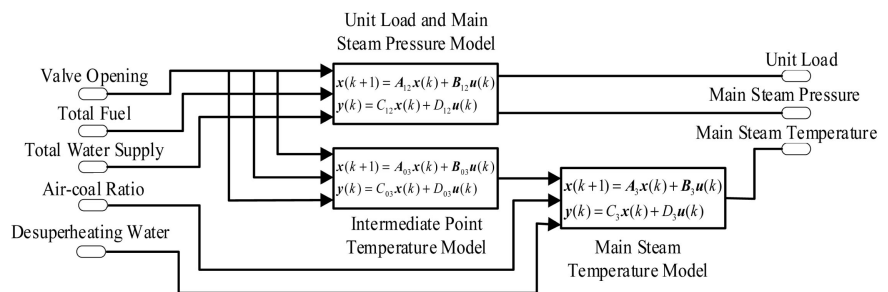 Unit Load and Main
Steam Pressure Model
Unit Load
Valve Opening
x(k+1) = A₁₂x(k) + B₁₂u(k)
y(k) = C₁₂x(k) + D₁₂u(k)
Main Steam Pressure
Total Fuel
Main Steam Temperature
Total Water Supply
x(k+1) = A₀₃x(k) + B₀₃u(k)
y(k) = C₀₃x(k) + D₀₃u(k)
Air-coal Ratio
x(k+1) = A₃x(k) + B₃u(k)
y(k) = C₃x(k) + D₃u(k)
Intermediate Point
Temperature Model
Desuperheating Water
Main Steam
Temperature Model